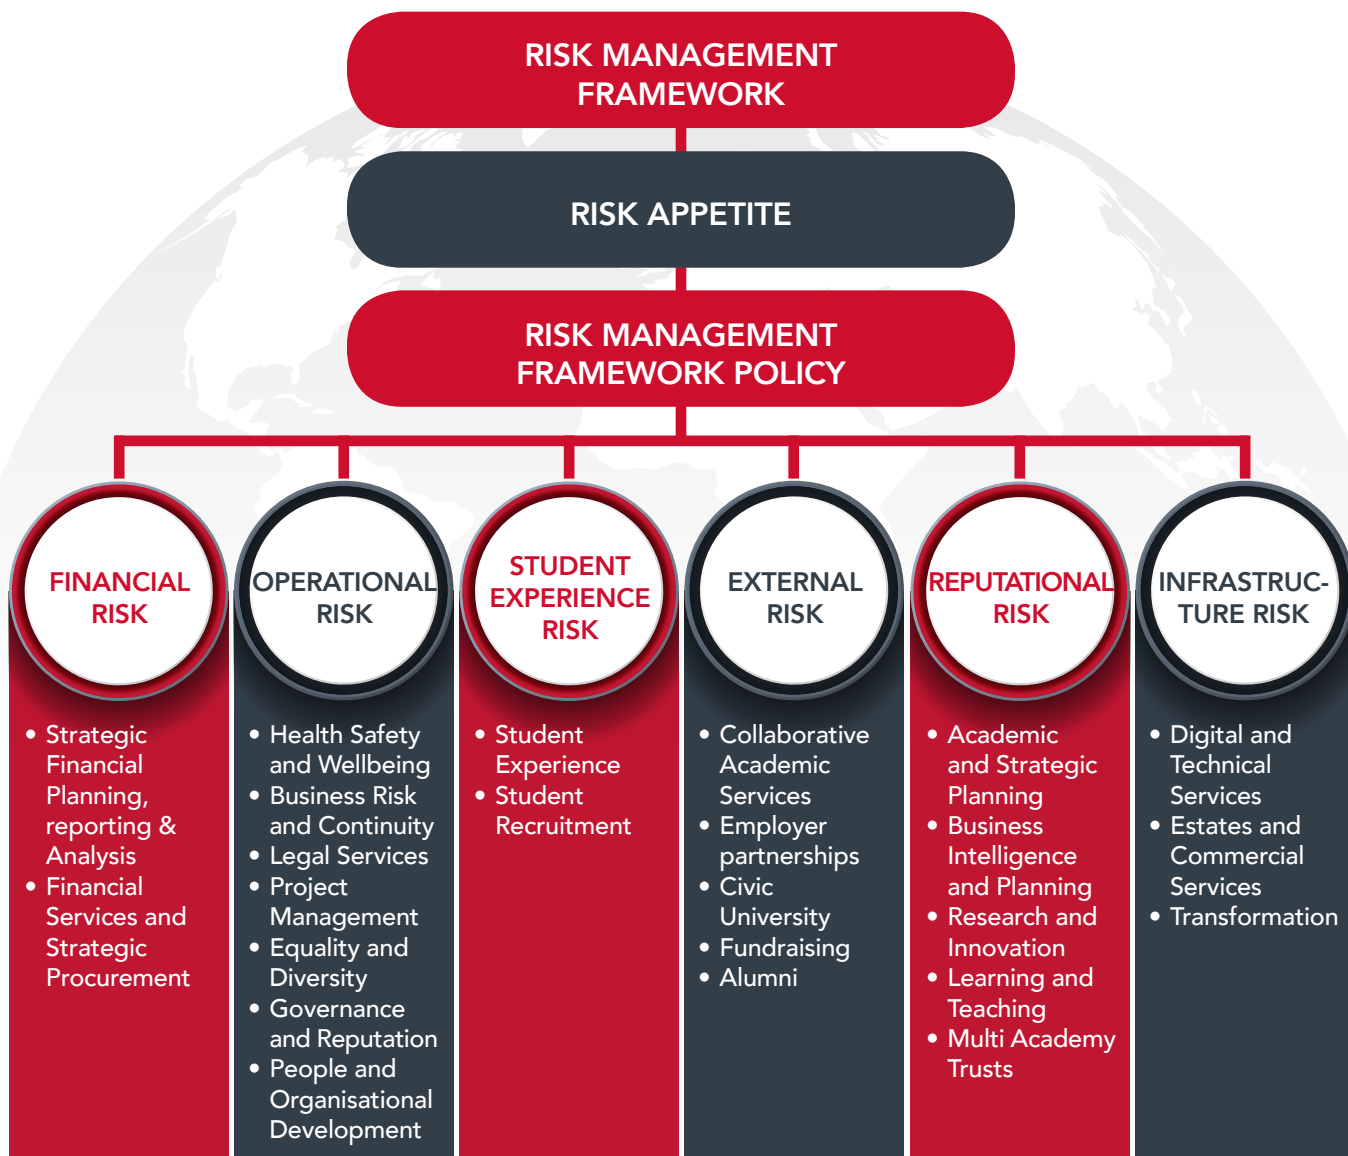 RISK MANAGEMENT
FRAMEWORK
RISK APPETITE
RISK MANAGEMENT
FRAMEWORK POLICY
FINANCIAL
RISK
• Strategic
Financial
Planning,
reporting &
Analysis
• Financial
Services and
Strategic
Procurement
OPERATIONAL
RISK
• Health Safety
and Wellbeing
• Business Risk
and Continuity
• Legal Services
• Project
Management
• Equality and
Diversity
• Governance
and Reputation
• People and
Organisational
Development
STUDENT
EXPERIENCE
RISK
• Student
Experience
• Student
Recruitment
EXTERNAL
RISK
• Collaborative
Academic
Services
• Employer
partnerships
• Civic
University
• Fundraising
• Alumni
REPUTATIONAL
RISK
• Academic
and Strategic
Planning
• Business
Intelligence
and Planning
• Research and
Innovation
• Learning and
Teaching
• Multi Academy
Trusts
INFRASTRUC-
TURE RISK
• Digital and
Technical
Services
• Estates and
Commercial
Services
• Transformation